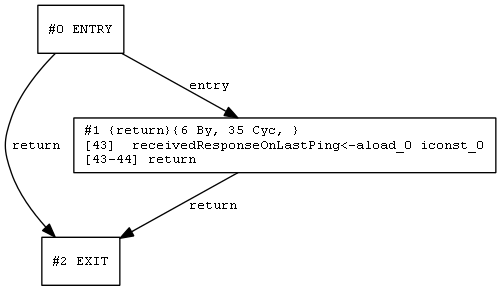 #0 ENTRY
entry
#1 {return}{6 By, 35 Cyc, }
[43]  receivedResponseOnLastPing<-aload_0 iconst_0
[43-44] return
return
return
#2 EXIT